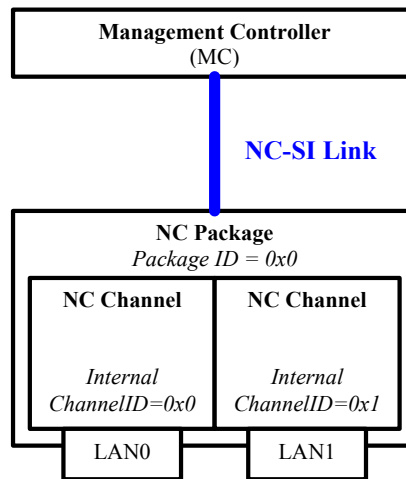 Management Controller
(MC)
NC-SI Link
NC Package
Package ID = 0x0
NC Channel
Internal
ChannelID=0x0
NC Channel
Internal
ChannelID=0x1
LAN0
LAN1